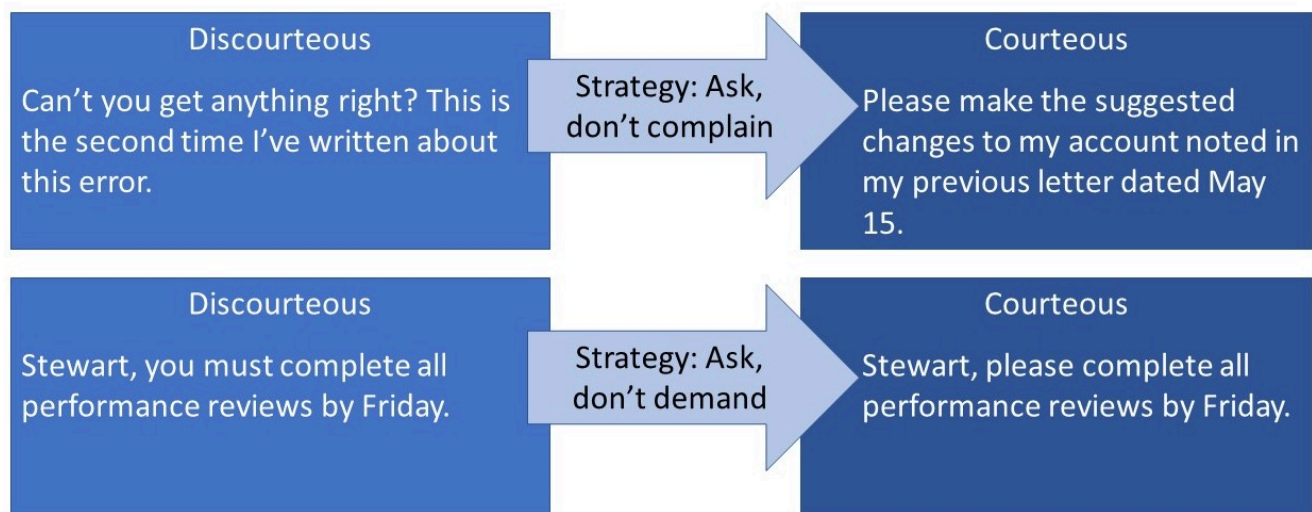 Discourteous
Can’t you get anything right? This is
the second time I’ve written about
this error.
Strategy: Ask,
don’t complain
Courteous
Please make the suggested
changes to my account noted in
my previous letter dated May
15.
Discourteous
Stewart, you must complete all
performance reviews by Friday.
Strategy: Ask,
don’t demand
Courteous
Stewart, please complete all
performance reviews by Friday.